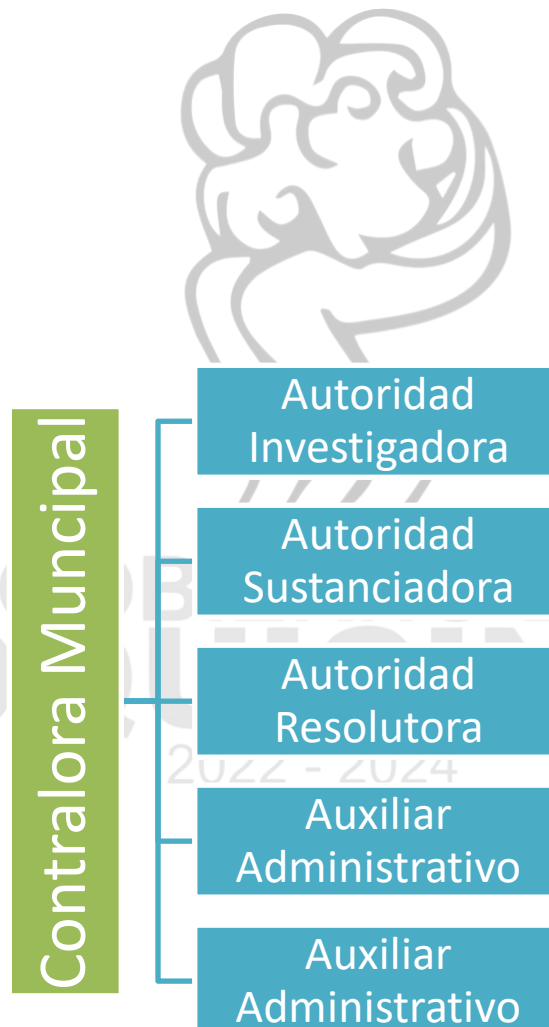 Contralora Muncipal
Autoridad
Investigadora
Autoridad
Sustanciadora
Autoridad
Resolutora
2022 - 2024
Auxiliar
Administrativo
Auxiliar
Administrativo